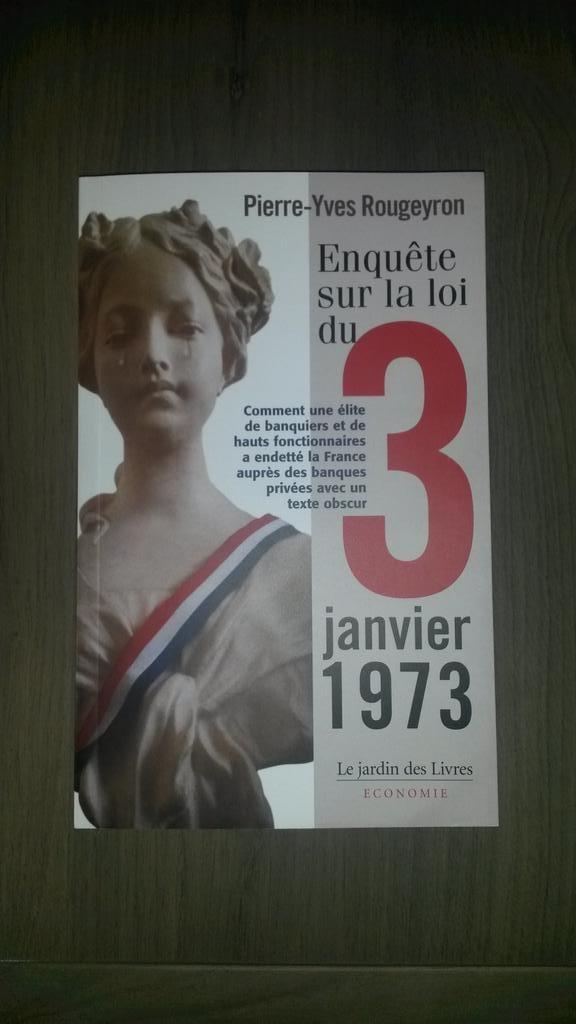 Pierre-Yves Rougeyron
Enquête
sur la loi
du
3
Comment une élite
de banquiers et de
hauts fonctionnaires
a endetté la France
auprès des banques
privées avec un
texte obscur
janvier
1973
Le jardin des Livres
ECONOMIE